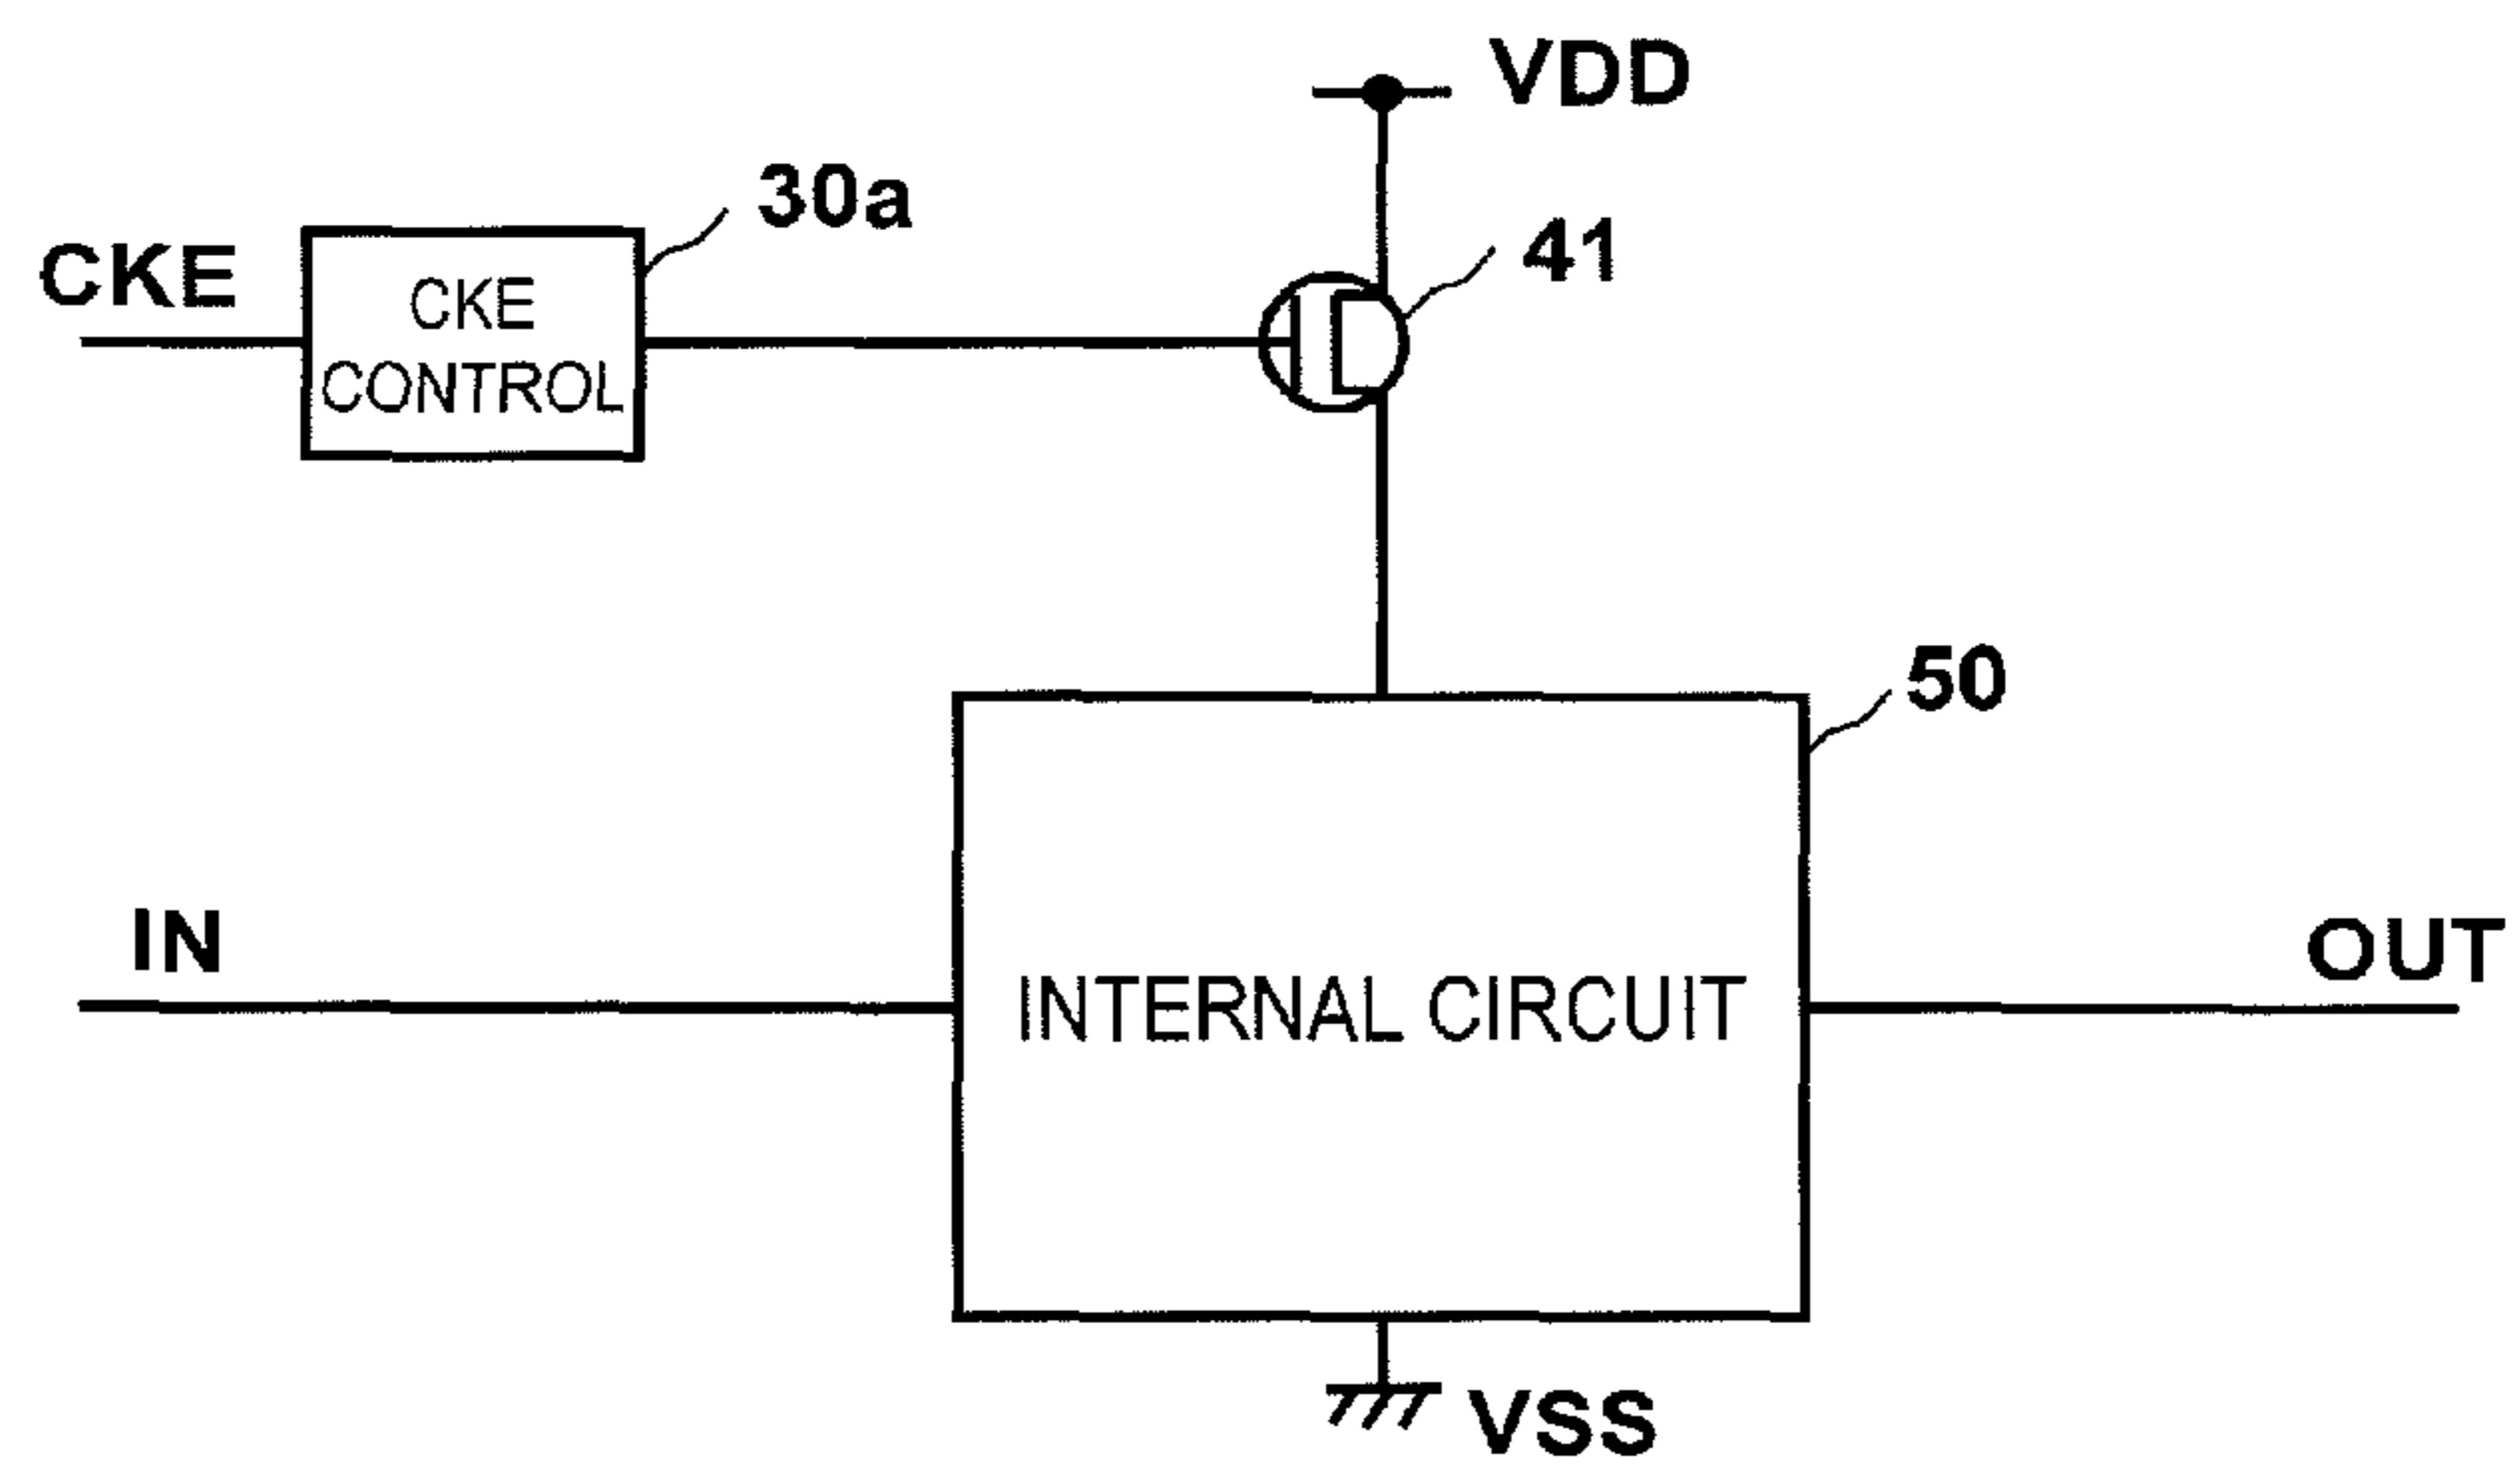 VDD
30a
41
CKE
CKE
CONTROL
50
IN
OUT
INTERNAL CIRCUIT
VSS